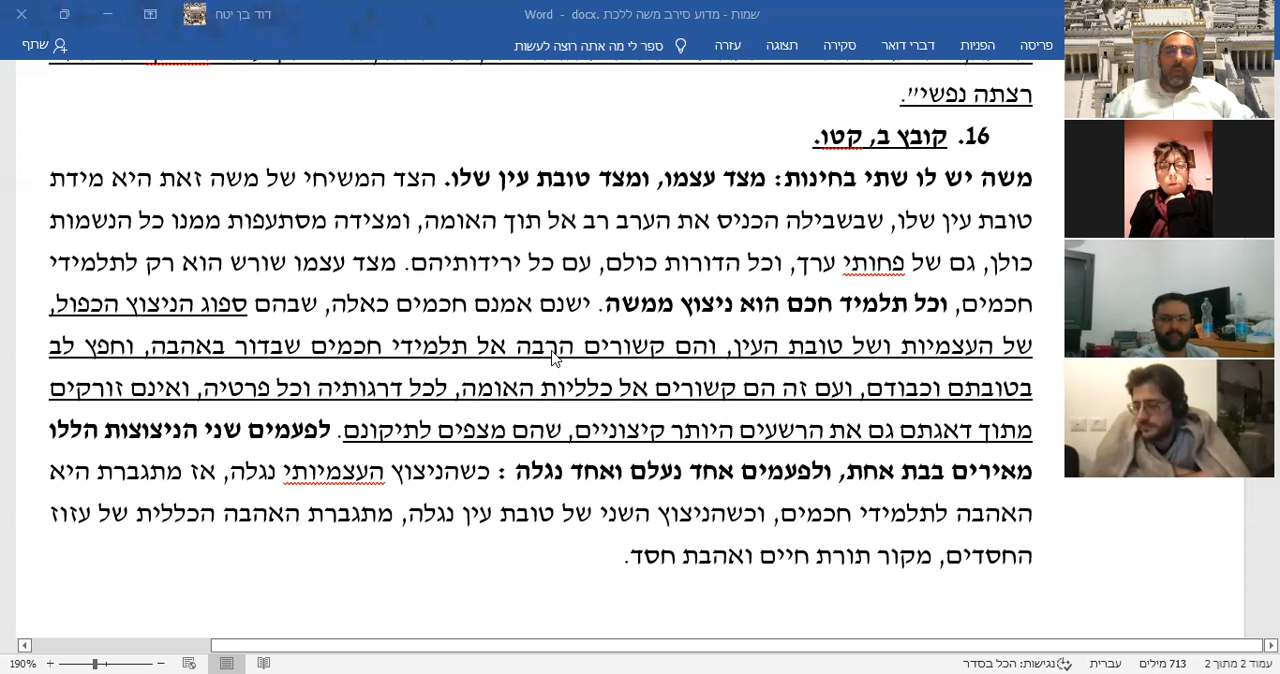 שמות - מדוע סירב משה ללכת .docx - Word
דוד בן יטח
פריסה הפניות דברי דואר סקירה תצוגה עזרה ספר לי מה אתה רוצה לעשות
שתף
רצתה נפשי".
16. קובץ ב, קטו.
משה יש לו שתי בחינות: מצד עצמו, ומצד טובת עין שלו. הצד המשיחי של משה זאת היא מידת
טובת עין שלו, שבשבילה הכניס את הערב רב אל תוך האומה, ומצידה מסתעפות ממנו כל הנשמות
כולן, גם של פחותי ערך, וכל הדורות כולם, עם כל ירידותיהם. מצד עצמו שורש הוא רק לתלמידי
חכמים, וכל תלמיד חכם הוא ניצוץ ממשה. ישנם אמנם חכמים כאלה, שבהם ספוג הניצוץ הכפול,
של העצמיות ושל טובת העין, והם קשורים הרבה אל תלמידי חכמים שבדור באהבה, וחפץ לב
בטובתם וכבודם, ועם זה הם קשורים אל כלליות האומה, לכל דרגותיה וכל פרטיה, ואינם זורקים
מתוך דאגתם גם את הרשעים היותר קיצוניים, שהם מצפים לתיקונם. לפעמים שני הניצוצות הללו
מאירים בבת אחת, ולפעמים אחד נעלם ואחד נגלה : כשהניצוץ העצמיותי נגלה, אז מתגברת היא
האהבה לתלמידי חכמים, וכשהניצוץ השני של טובת עין נגלה, מתגברת האהבה הכללית של עזוז
החסדים, מקור תורת חיים ואהבת חסד.
עמוד 2 מתוך 2 713 מילים עברית נגישות: הכל בסדר
190%